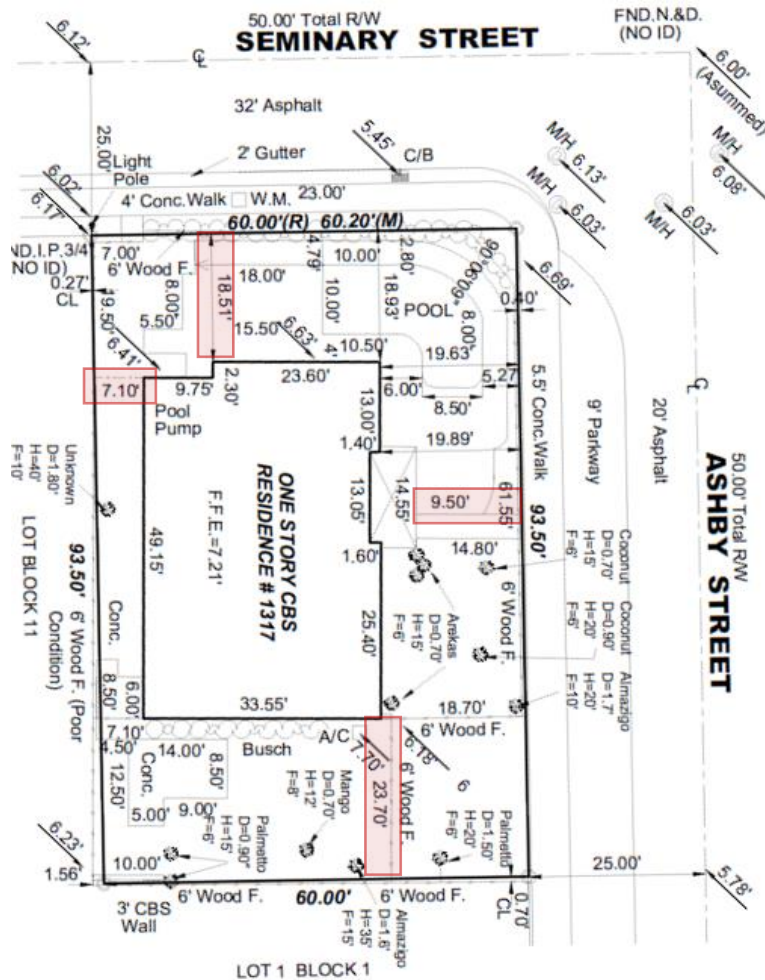 50.00' Total R/W
SEMINARY STREET
FND.N.&D.
(NO ID)
6.12'
CL
6.00'
(Asummed)
32' Asphalt
25.00'
5.45'
C/B
M/H
6.13'
M/H
6.08'
Light
Pole
2' Gutter
M/H
6.03'
6.03'
M/H
6.02'
6.17'
4' Conc.Walk
W.M.
23.00'
60.00'(R) 60.20'(M)
ND.I.P.3/4
(NO ID)
7.00'
6' Wood F.
4.79'
10.00'
2.80'
6.69'
0.27'
CL
19.50'
8.00'
18.00'
18.51'
10.00'
18.93'
POOL
8.00'
0.40'
5.50'
15.50'
6.63'
4'
10.50'
19.63'
6.41'
7.10'
9.75'
2.30'
23.60'
6.00'
5.27'
8.50'
Pool
Pump
13.00'
1.40'
19.89'
5.5' Conc.Walk
9' Parkway
20' Asphalt
CL
50.00' Total R/W
ASHBY STREET
Unknown
D=1.80'
H=40'
F=10'
ONE STORY CBS
RESIDENCE # 1317
F.F.E.=7.21'
13.05'
14.55'
9.50'
61.55'
93.50'
49.15'
1.60'
14.80'
Coconut
D=0.70'
H=15'
F=6'
LOT BLOCK 11
93.50'
6' Wood F. (Poor
Condition)
Conc.
Arekas
D=0.70'
H=15'
F=6'
6' Wood F.
Coconut
D=0.90'
H=20'
F=6'
25.40'
8.50'
6.00'
33.55'
18.70'
Almazigo
D=1.7'
H=20'
F=10'
7.10'
4.50'
14.00'
8.50'
Busch
A/C
7.70'
6' Wood F.
6.18'
6
12.50'
Conc.
5.00'
9.00'
6' Wood F.
23.70'
Mango
D=0.70'
H=12'
F=8'
Palmetto
D=0.90"
H=15'
F=6'
Palmetto
D=1.50'
H=20'
F=6'
6.23'
1.56'
10.00'
6' Wood F.
60.00'
6' Wood F.
0.70'
CL
25.00'
5.78'
3' CBS
Wall
Almazigo
D=1.6'
H=35'
F=15'
LOT 1 BLOCK 1